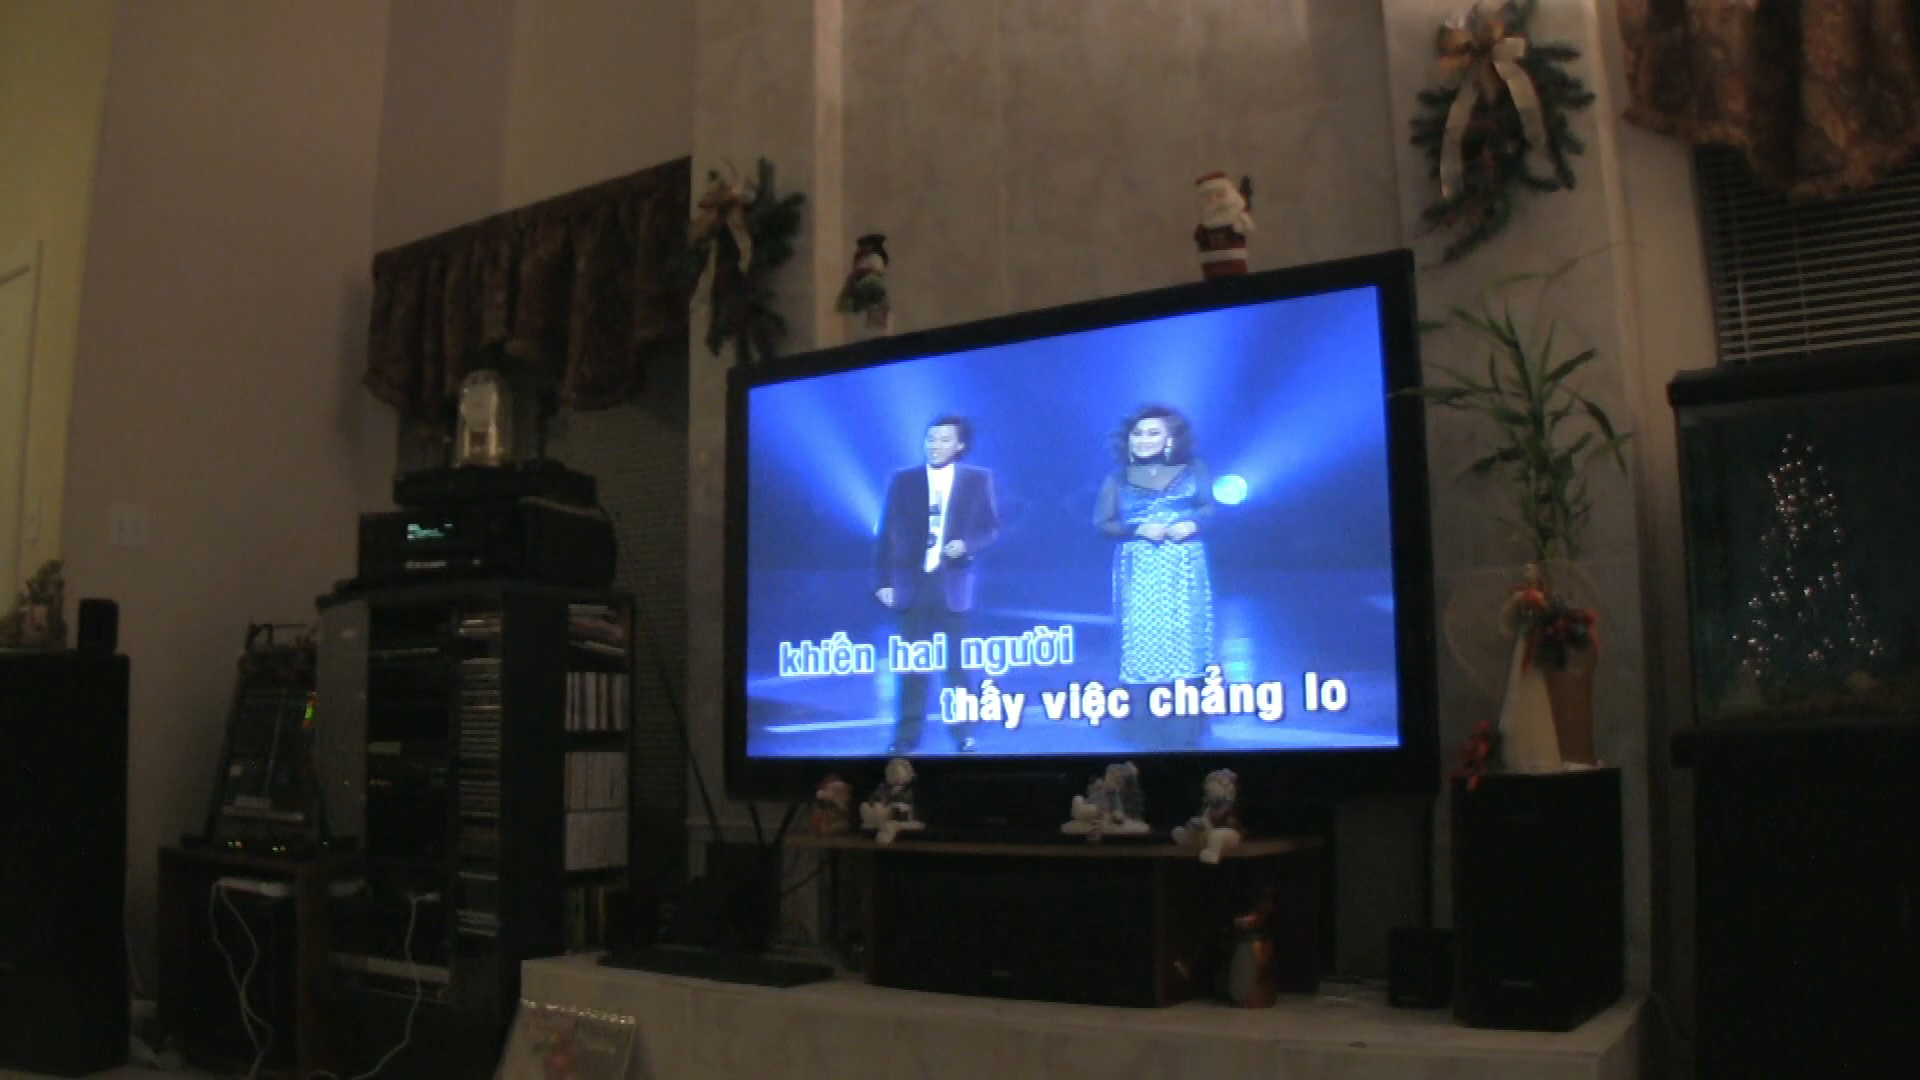 khiến hai người
thấy việc chẳng lo